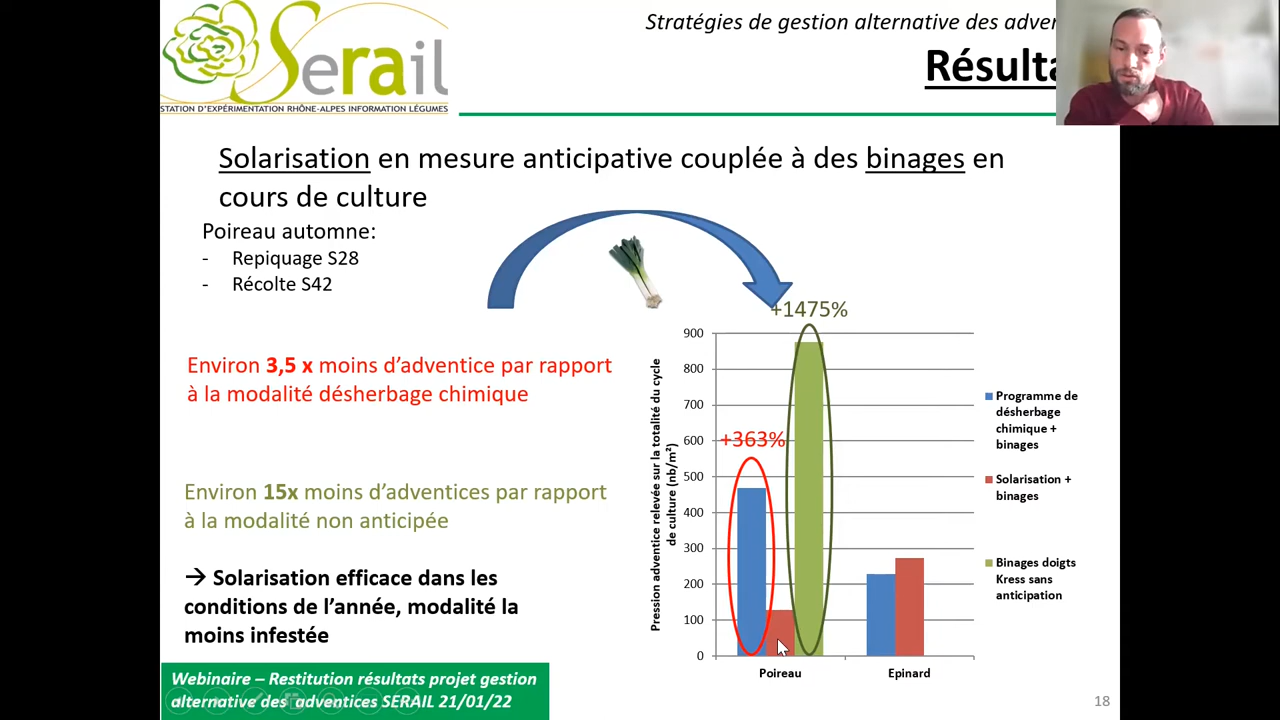 Stratégies de gestion alternative des adven
Serail
STATION D'EXPÉRIMENTATION RHÔNE-ALPES INFORMATION LÉGUMES
Résulta
Solarisation en mesure anticipative couplée à des binages en
cours de culture
Poireau automne:
- Repiquage S28
- Récolte S42
+1475%
Environ 3,5 x moins d'adventice par rapport
à la modalité désherbage chimique
Environ 15x moins d'adventices par rapport
à la modalité non anticipée
→ Solarisation efficace dans les
conditions de l'année, modalité la
moins infestée
Pression adventice relevée sur la totalité du cycle
de culture (nb/m²)
900
800
700
600
500
400
300
200
100
0
+363%
Poireau
Epinard
Programme de
désherbage
chimique +
binages
Solarisation +
binages
Binages doigts
Kress sans
anticipation
Webinaire – Restitution résultats projet gestion
alternative des adventices SERAIL 21/01/22
18